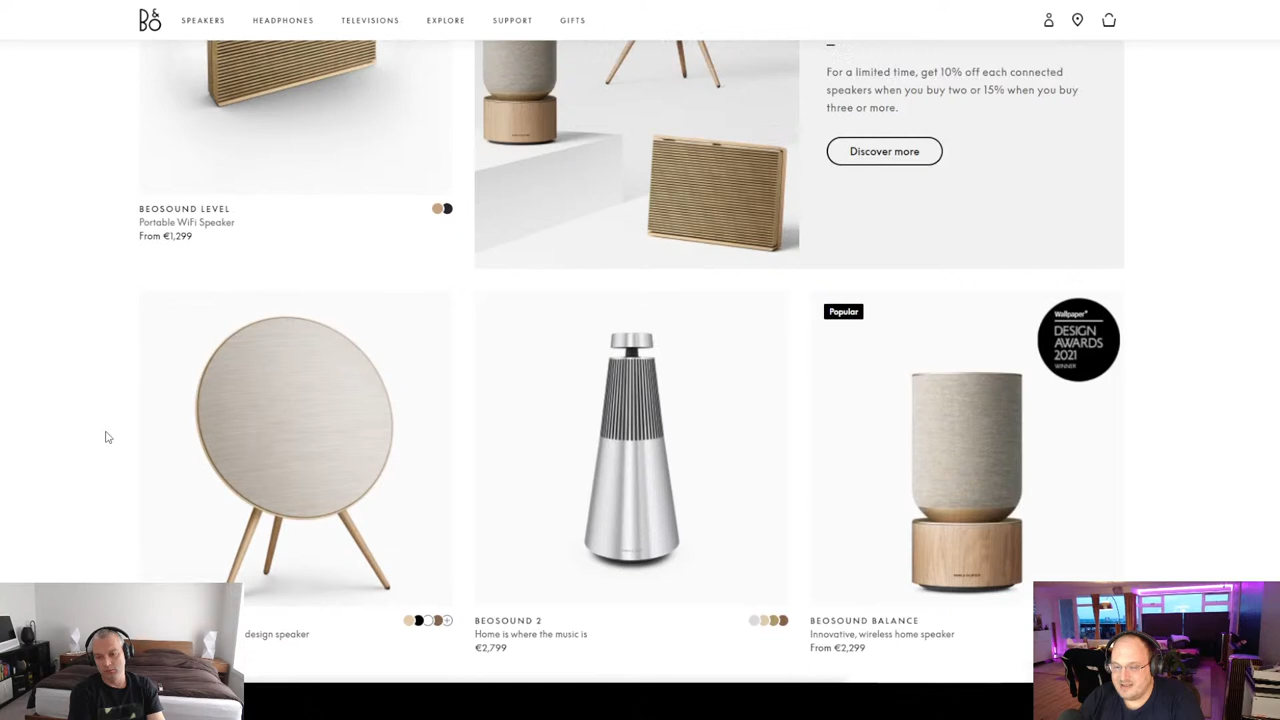 B&O
SPEAKERS
HEADPHONES
TELEVISIONS
EXPLORE
SUPPORT
GIFTS
For a limited time, get 10% off each connected
speakers when you buy two or 15% when you buy
three or more.
Discover more
BEOSOUND LEVEL
Portable WiFi Speaker
From €1,299
Popular
Wallpaper*
DESIGN
AWARDS
2021
WINNER
design speaker
BEOSOUND 2
Home is where the music is
€2,799
BEOSOUND BALANCE
Innovative, wireless home speaker
From €2,299